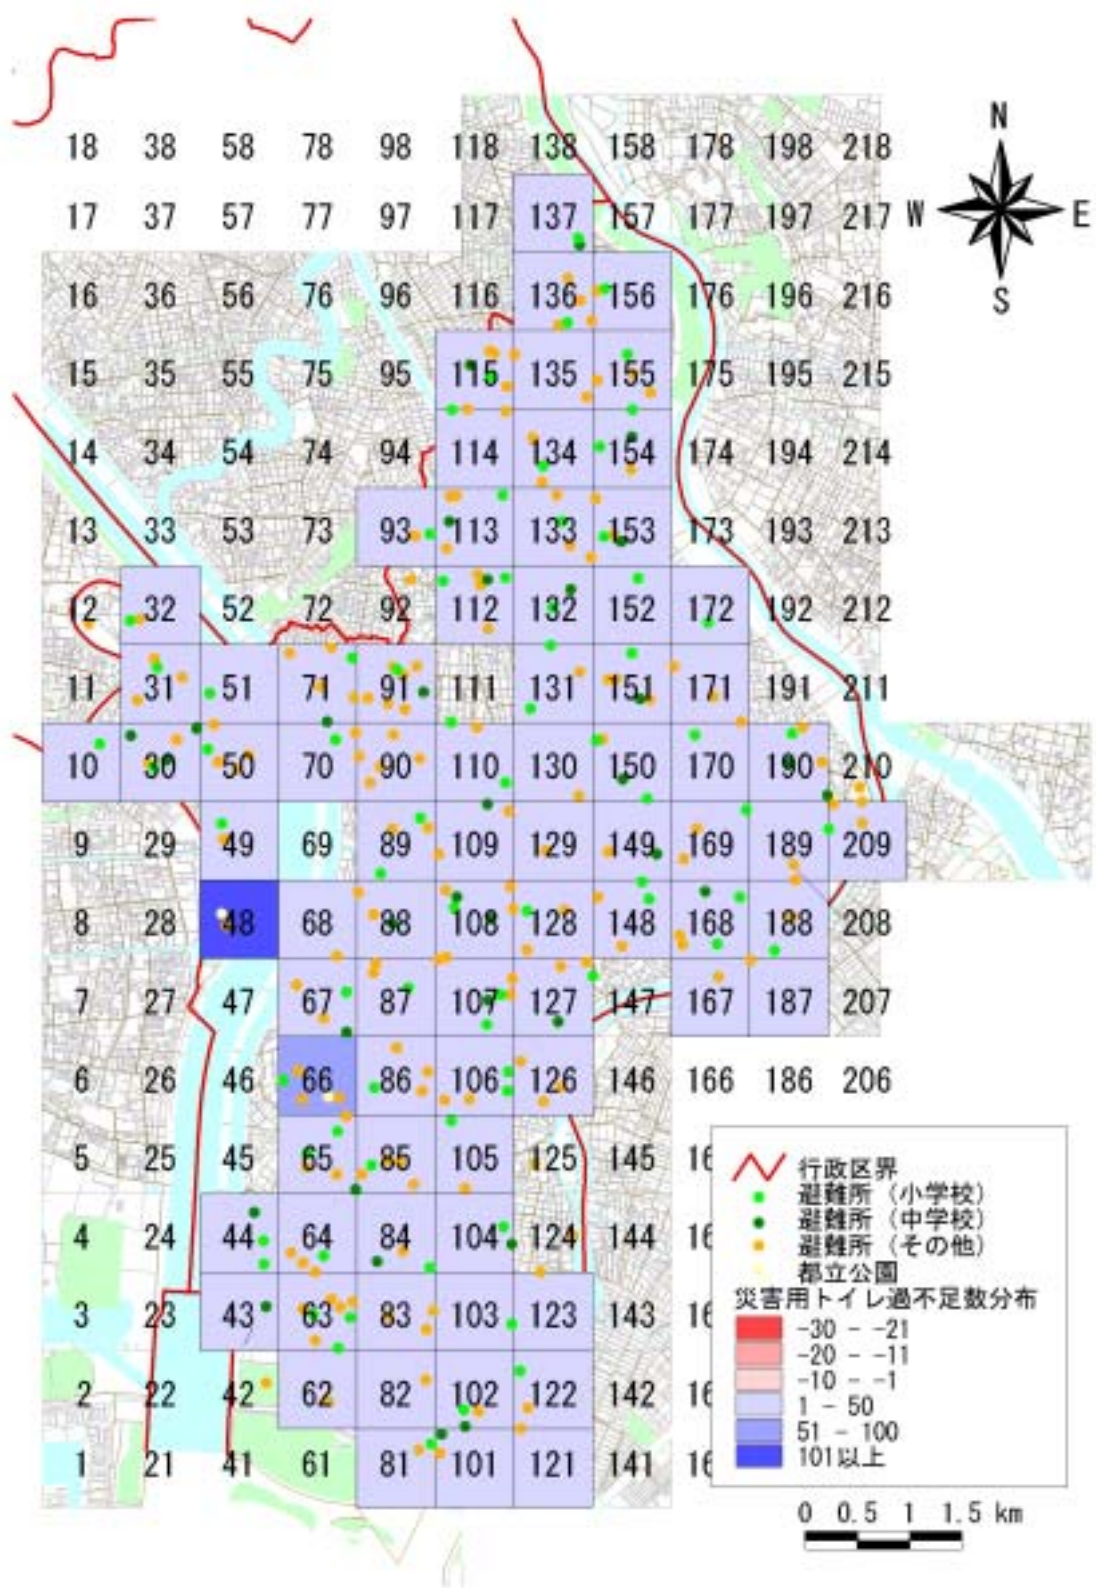 N
18 38 58 78 98 118 138 158 178 198 218
17 37 57 77 97 117 137 157 177 197 217 W E
16 36 56 76 96 116 136 156 176 196 216 S
15 35 55 75 95 115 135 155 175 195 215
14 34 54 74 94 114 134 154 174 194 214
13 33 53 73 93 113 133 153 173 193 213
12 32 52 72 92 112 132 152 172 192 212
11 31 51 71 91 111 131 151 171 191 211
10 30 50 70 90 110 130 150 170 190 210
9 29 49 69 89 109 129 149 169 189 209
8 28 48 68 88 108 128 148 168 188 208
7 27 47 67 87 107 127 147 167 187 207
6 26 46 66 86 106 126 146 166 186 206
5 25 45 65 85 105 125 145 16
4 24 44 64 84 104 124 144 16
3 23 43 63 83 103 123 143 16
2 22 42 62 82 102 122 142 16
1 21 41 61 81 101 121 141 16
行政区界
避難所（小学校）
避難所（中学校）
避難所（その他）
都立公園
災害用トイレ過不足数分布
-30 - -21
-20 - -11
-10 - -1
1 - 50
51 - 100
101以上
0 0.5 1 1.5 km